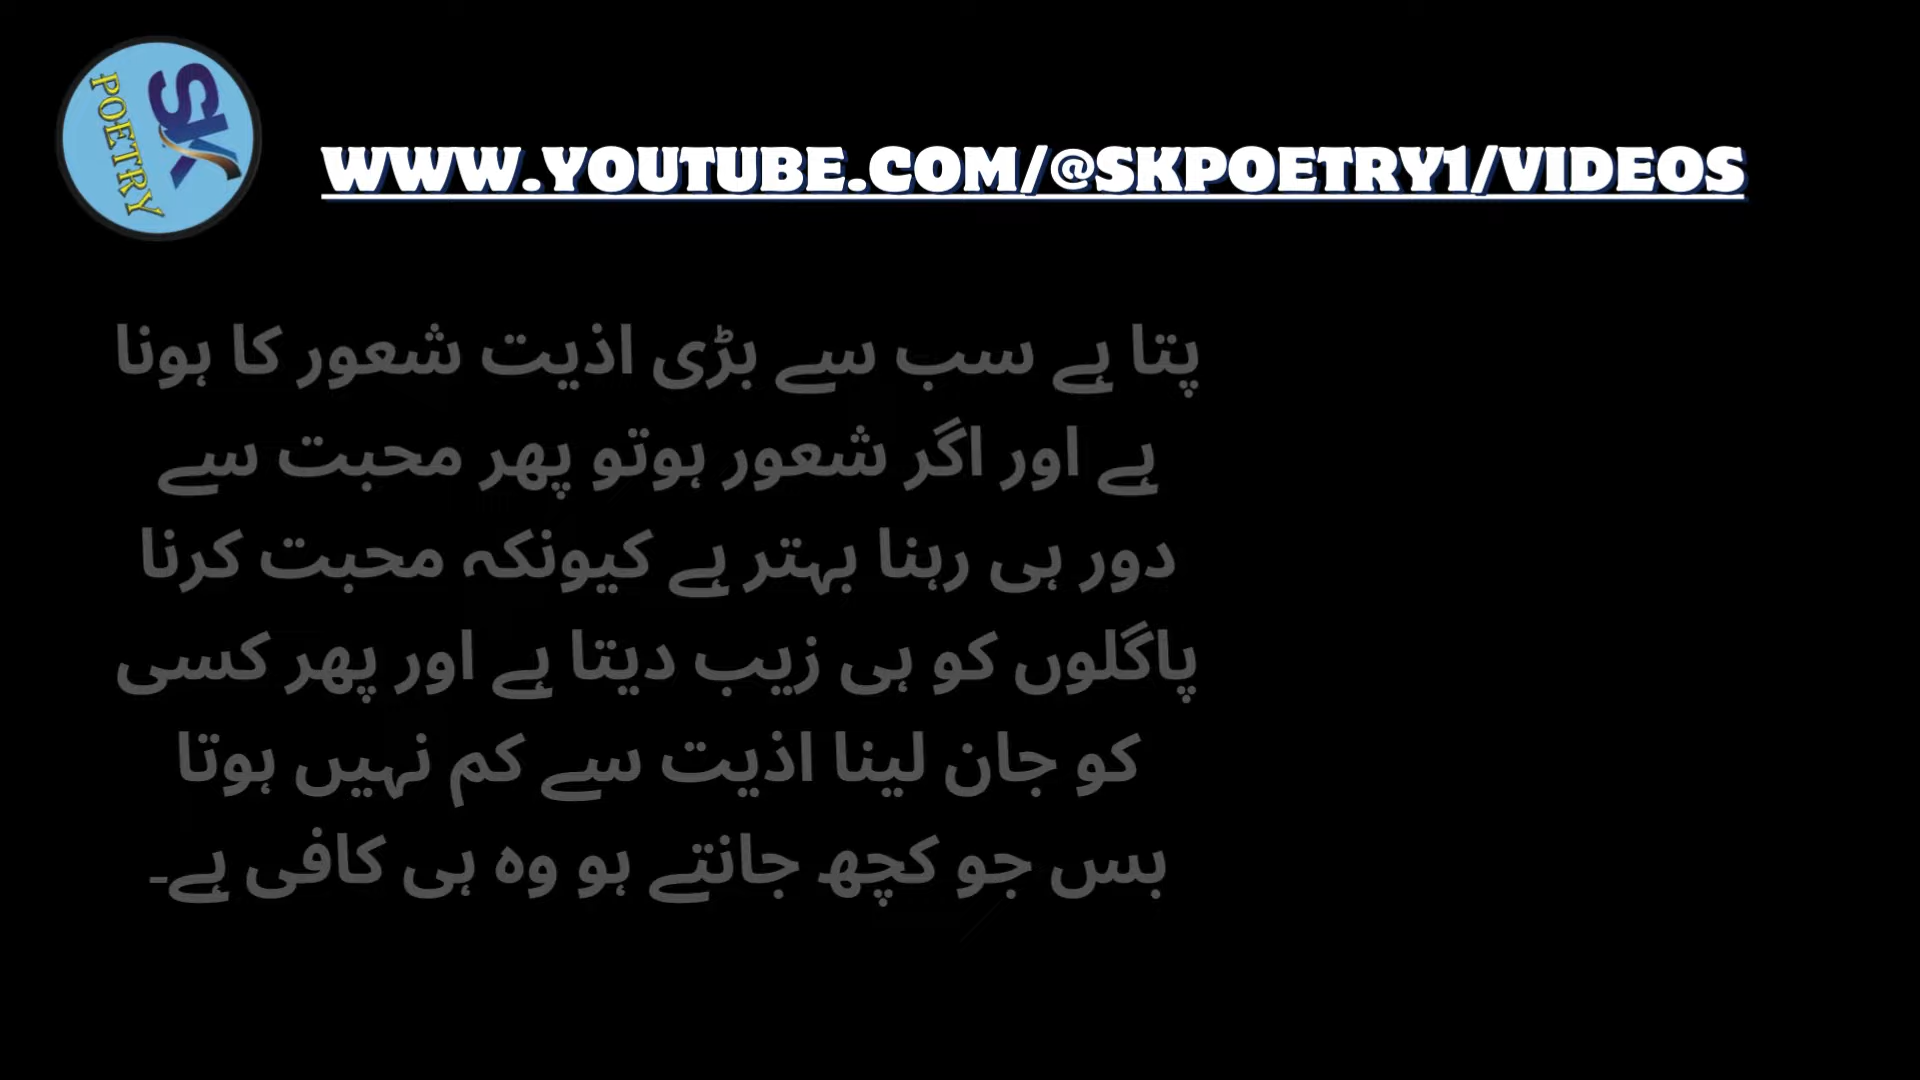 SK
POETRY
WWW.YOUTUBE.COM/@SKPOETRY1/VIDEOS
پتا ہے سب سے بڑی اذیت شعور کا ہونا
ہے اور اگر شعور ہوتو پھر محبت سے
دور ہی رہنا بہتر ہے کیونکہ محبت کرنا
پاگلوں کو ہی زیب دیتا ہے اور پھر کسی
کو جان لینا اذیت سے کم نہیں ہوتا
بس جو کچھ جانتے ہو وہ ہی کافی ہے۔